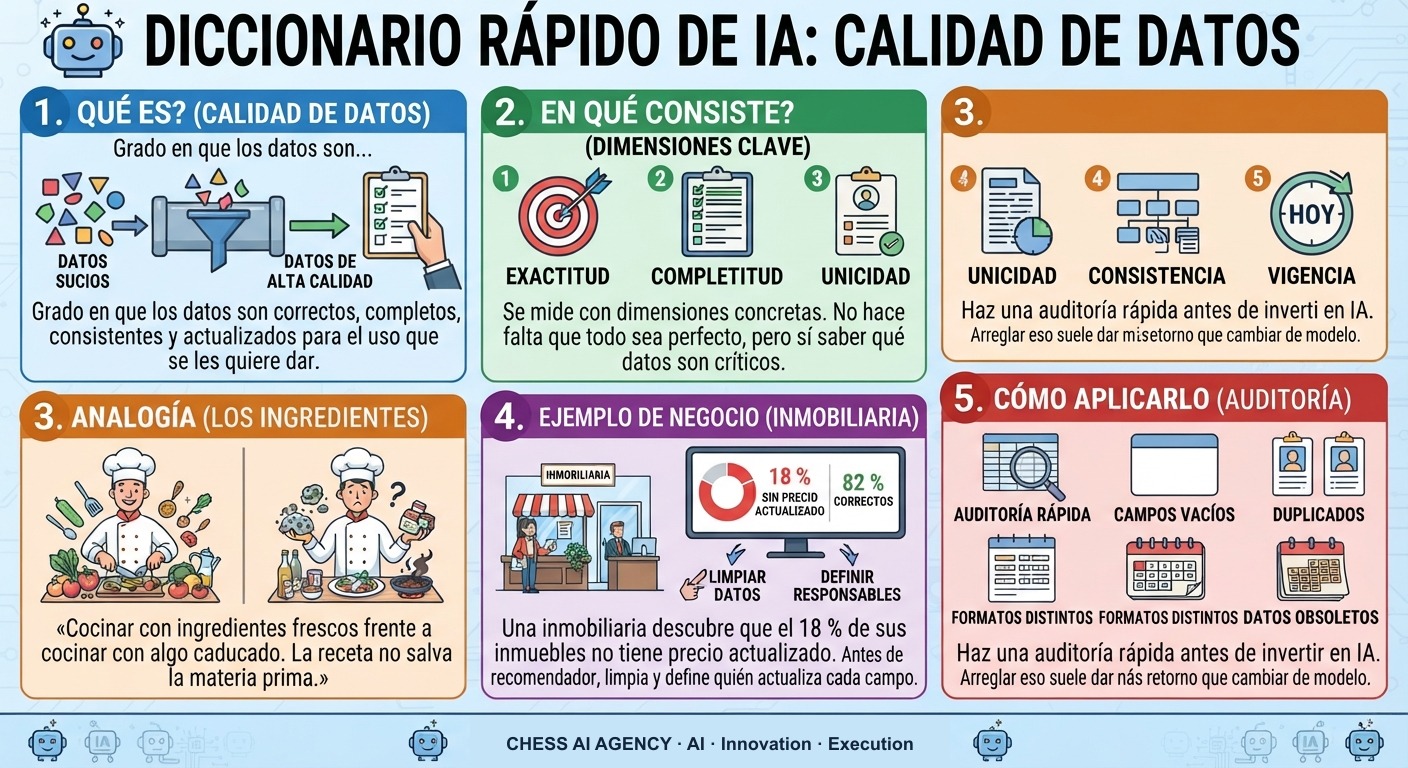 DICCIONARIO RÁPIDO DE IA: CALIDAD DE DATOS
1. QUÉ ES? (CALIDAD DE DATOS)
Grado en que los datos son...
DATOS
SUCIOS
DATOS DE
ALTA CALIDAD
Grado en que los datos son correctos, completos,
consistentes y actualizados para el uso que
se les quiere dar.
2. EN QUÉ CONSISTE?
(DIMENSIONES CLAVE)
1
2
3
EXACTITUD
COMPLETITUD
UNICIDAD
Se mide con dimensiones concretas. No hace
falta que todo sea perfecto, pero sí saber qué
datos son críticos.
3.
4
4
5
HOY
UNICIDAD
CONSISTENCIA
VIGENCIA
Haz una auditoría rápida antes de inverti en IA.
Arreglar eso suele dar misetorno que cambiar de modelo.
3. ANALOGÍA (LOS INGREDIENTES)
?
«Cocinar con ingredientes frescos frente a
cocinar con algo caducado. La receta no salva
la materia prima.»
4. EJEMPLO DE NEGOCIO (INMOBILIARIA)
INMORILIARIA
18 %
SIN PRECID
ACTUALIZADO
82 %
CORRECTOS
LIMPIAR
DATOS
DEFINIR
RESPONSABLES
Una inmobiliaria descubre que el 18 % de sus
inmuebles no tiene precio actualizado. Antes de
recomendador, limpia y define quién actualiza cada campo.
5. CÓMO APLICARLO (AUDITORÍA)
AUDITORÍA RÁPIDA
CAMPOS VACÍOS
DUPLICADOS
FORMATOS DISTINTOS
FORMATOS DISTINTOS
DATOS OBSOLETOS
Haz una auditoría rápida antes de invertir en IA.
Arreglar eso suele dar nás retorno que cambiar de modelo.
IA
CHESS AI AGENCY · AI · Innovation · Execution
IA